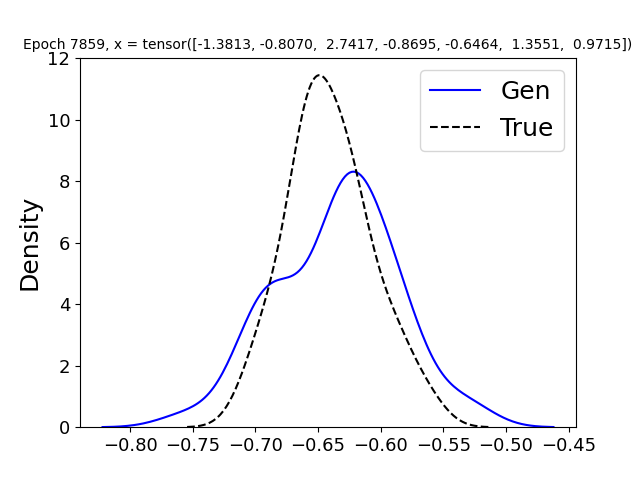 Epoch 7859, x = tensor([-1.3813, -0.8070,  2.7417, -0.8695, -0.6464,  1.3551,  0.9715])
12
10
8
6
4
2
0
Density
Gen
True
−0.80 −0.75 −0.70 −0.65 −0.60 −0.55 −0.50 −0.45